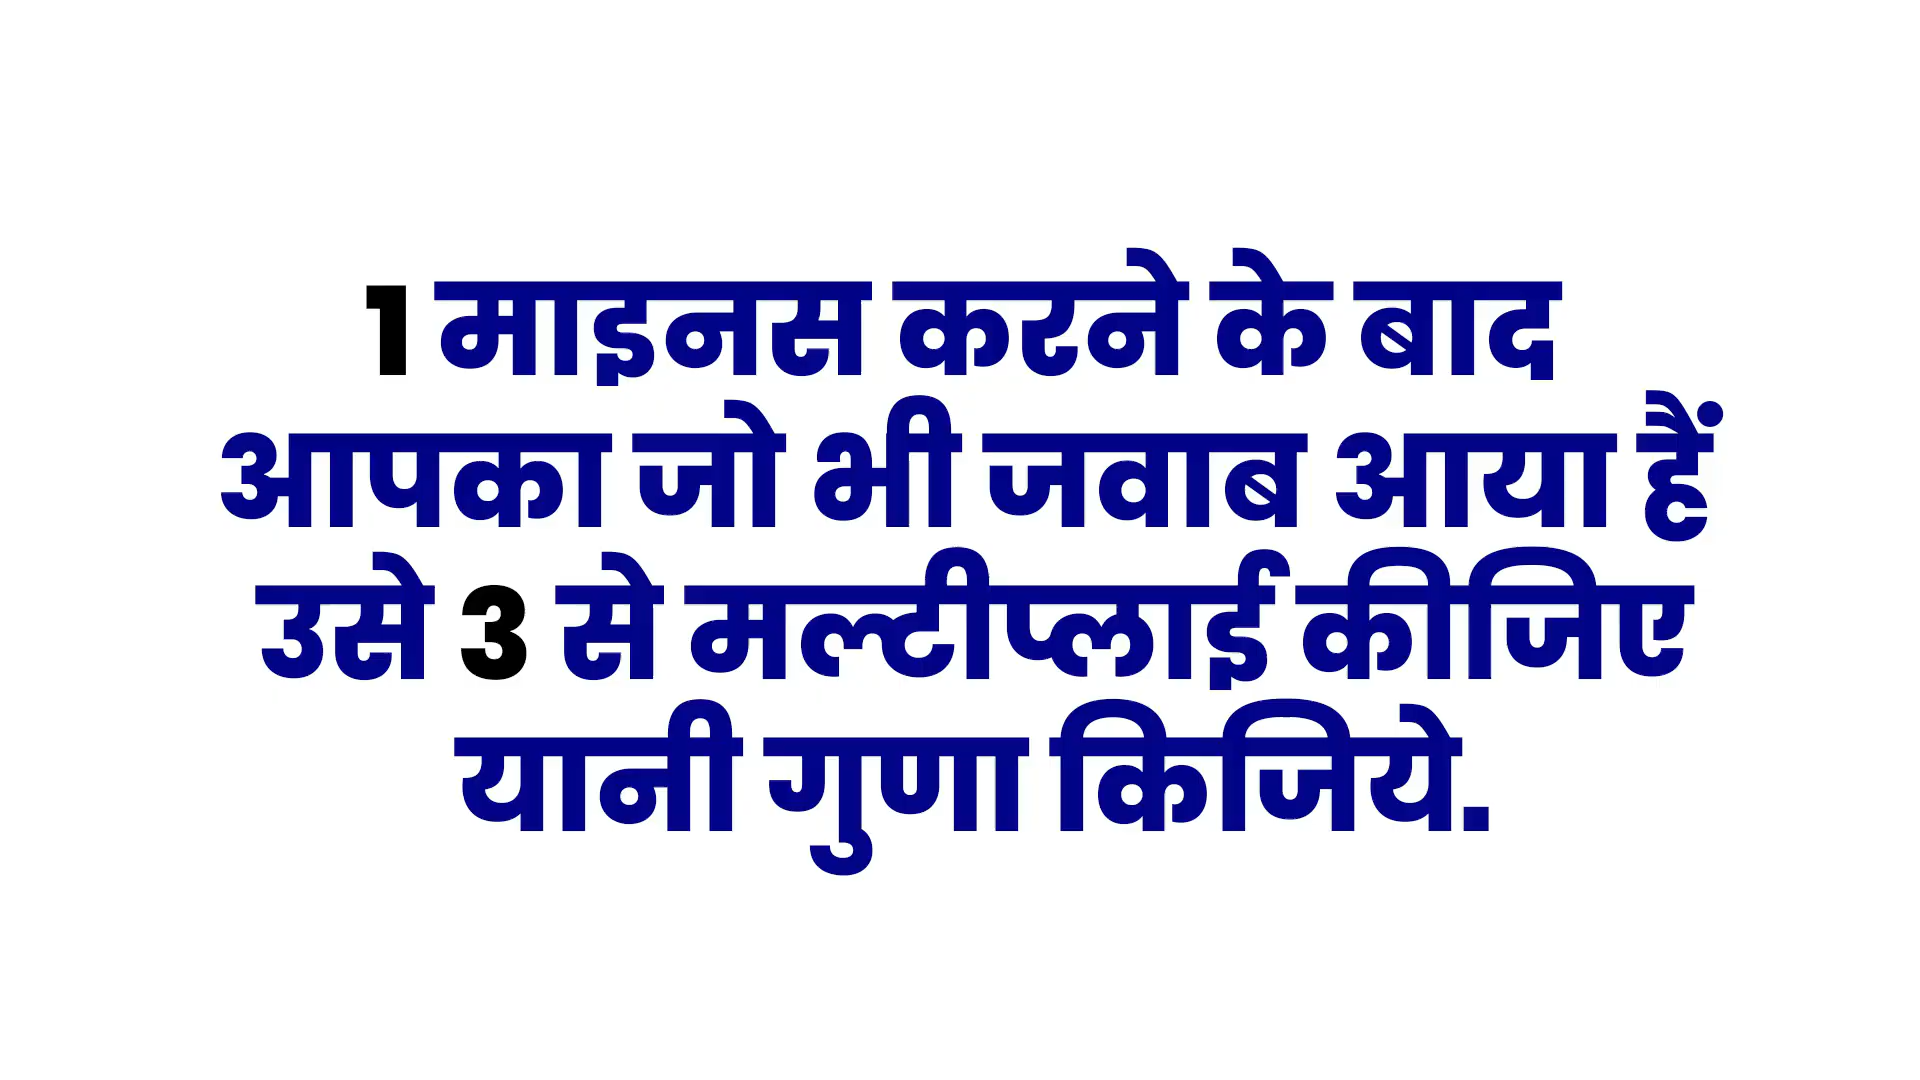 1 माइनस करने के बाद
आपका जो भी जवाब आया हैं
उसे 3 से मल्टीप्लाई कीजिए
यानी गुणा किजिये.